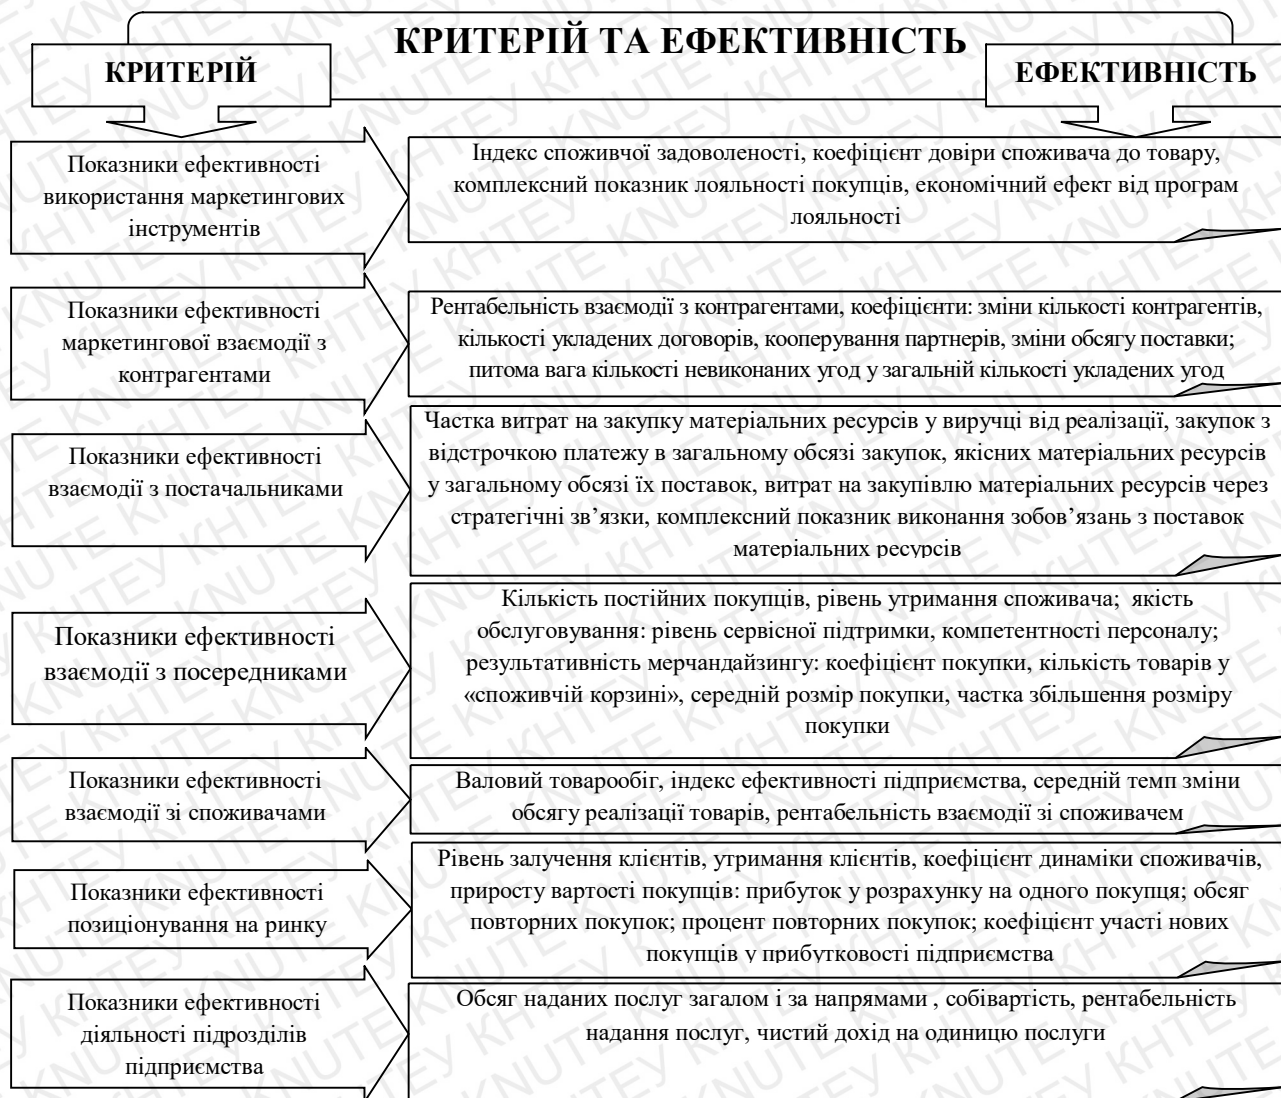 КРИТЕРІЙ ТА ЕФЕКТИВНІСТЬ
КРИТЕРІЙ
ЕФЕКТИВНІСТЬ
Показники ефективності
використання маркетингових
інструментів
Індекс споживчої задоволеності, коефіцієнт довіри споживача до товару,
комплексний показник лояльності покупців, економічний ефект від програм
лояльності
Показники ефективності
маркетингової взаємодії з
контрагентами
Рентабельність взаємодії з контрагентами, коефіцієнти: зміни кількості контрагентів,
кількості укладених договорів, кооперування партнерів, зміни обсягу поставки;
питома вага кількості невиконаних угод у загальній кількості укладених угод
Показники ефективності
взаємодії з постачальниками
Частка витрат на закупку матеріальних ресурсів у виручці від реалізації, закупок з
відстрочкою платежу в загальному обсязі закупок, якісних матеріальних ресурсів
у загальному обсязі їх поставок, витрат на закупівлю матеріальних ресурсів через
стратегічні зв’язки, комплексний показник виконання зобов’язань з поставок
матеріальних ресурсів
Показники ефективності
взаємодії з посередниками
Кількість постійних покупців, рівень утримання споживача; якість
обслуговування: рівень сервісної підтримки, компетентності персоналу;
результативність мерчандайзингу: коефіцієнт покупки, кількість товарів у
«споживчій корзині», середній розмір покупки, частка збільшення розміру
покупки
Показники ефективності
взаємодії зі споживачами
Валовий товарообіг, індекс ефективності підприємства, середній темп зміни
обсягу реалізації товарів, рентабельність взаємодії зі споживачем
Показники ефективності
позиціонування на ринку
Рівень залучення клієнтів, утримання клієнтів, коефіцієнт динаміки споживачів,
приросту вартості покупців: прибуток у розрахунку на одного покупця; обсяг
повторних покупок; процент повторних покупок; коефіцієнт участі нових
покупців у прибутковості підприємства
Показники ефективності
діяльності підрозділів
підприємства
Обсяг наданих послуг загалом і за напрямами , собівартість, рентабельність
надання послуг, чистий дохід на одиницю послуги